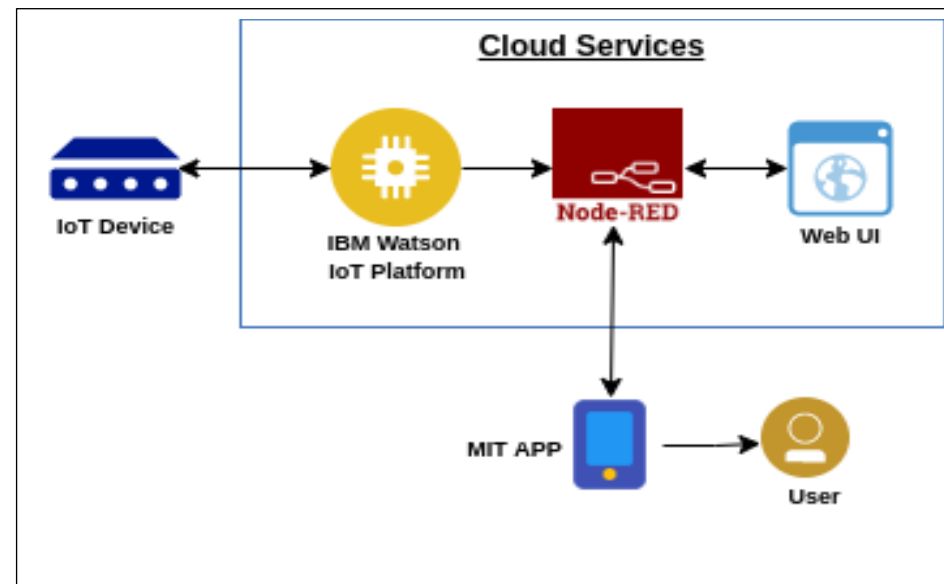 Cloud Services
IoT Device
IBM Watson
IoT Platform
Node-RED
Web UI
MIT APP
User